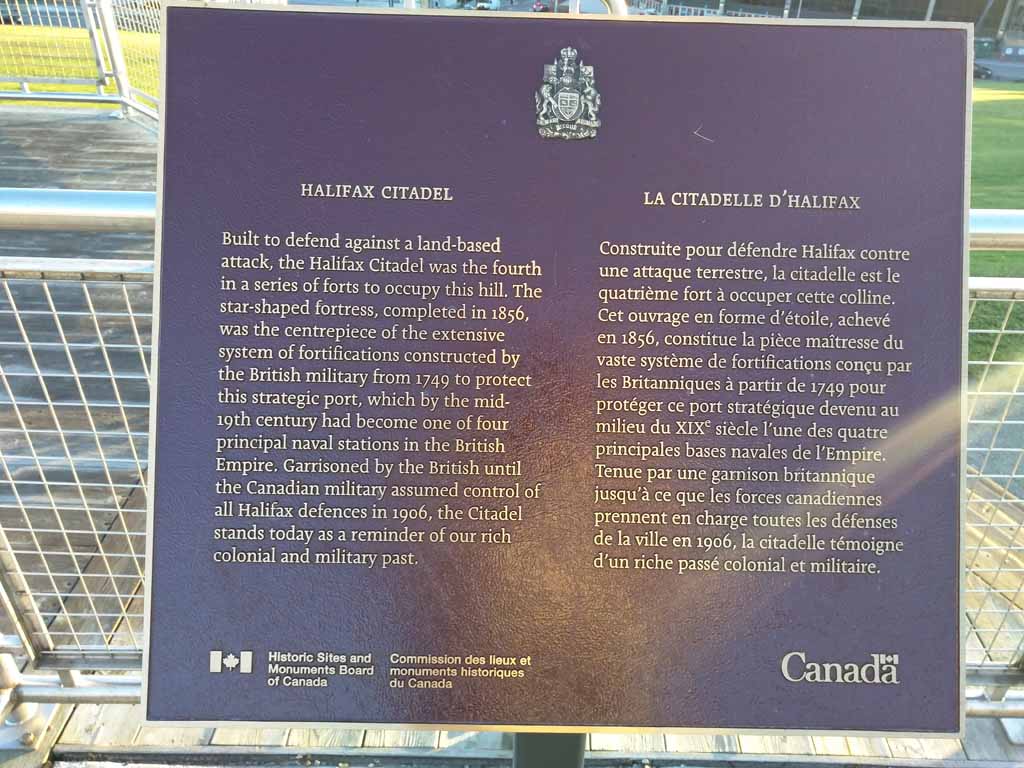 HALIFAX CITADEL
Built to defend against a land-based
attack, the Halifax Citadel was the fourth
in a series of forts to occupy this hill. The
star-shaped fortress, completed in 1856,
was the centrepiece of the extensive
system of fortifications constructed by
the British military from 1749 to protect
this strategic port, which by the mid-
19th century had become one of four
principal naval stations in the British
Empire. Garrisoned by the British until
the Canadian military assumed control of
all Halifax defences in 1906, the Citadel
stands today as a reminder of our rich
colonial and military past.
LA CITADELLE D'HALIFAX
Construite pour défendre Halifax contre
une attaque terrestre, la citadelle est le
quatrième fort à occuper cette colline.
Cet ouvrage en forme d'étoile, achevé
en 1856, constitue la pièce maîtresse du
vaste système de fortifications conçu par
les Britanniques à partir de 1749 pour
protéger ce port stratégique devenu au
milieu du XIXe siècle l'une des quatre
principales bases navales de l'Empire.
Tenue par une garnison britannique
jusqu'à ce que les forces canadiennes
prennent en charge toutes les défenses
de la ville en 1906, la citadelle témoigne
d'un riche passé colonial et militaire.
Historic Sites and
Monuments Board
of Canada
Commission des lieux et
monuments historiques
du Canada
Canada